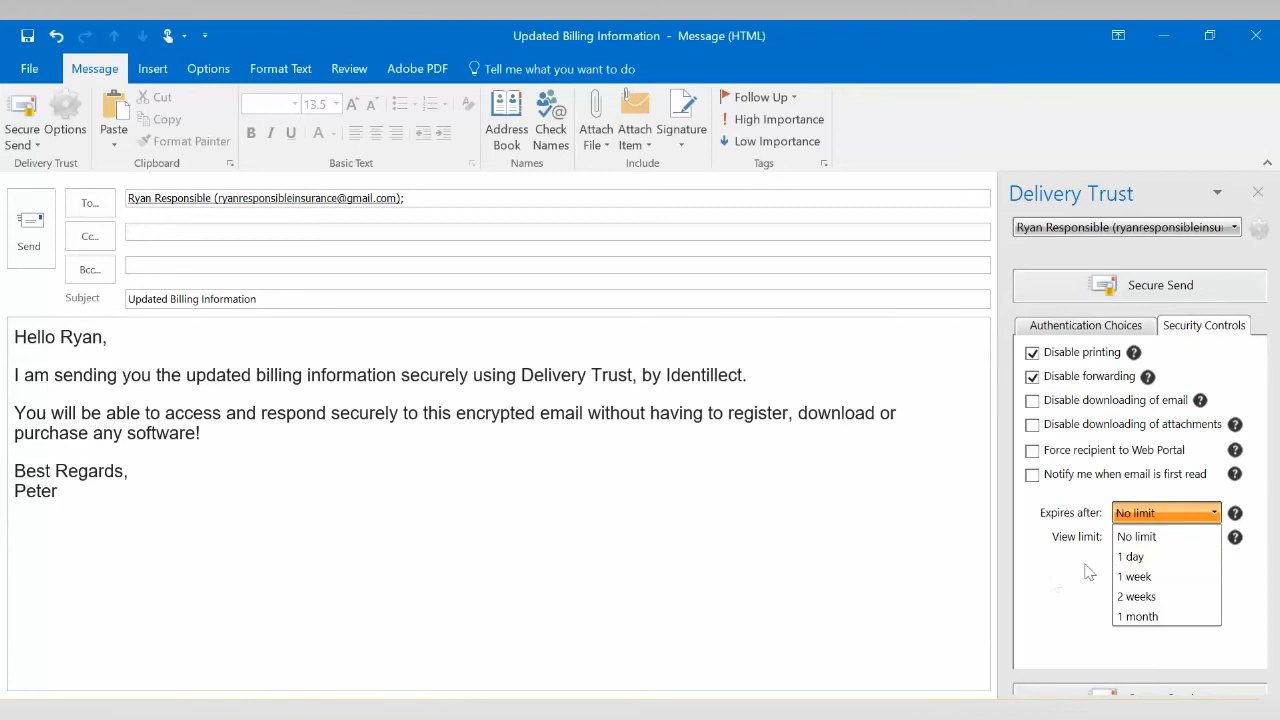 Updated Billing Information - Message (HTML)
File Message Insert Options Format Text Review Adobe PDF Tell me what you want to do
Secure Send
Options
Delivery Trust
Paste
Cut
Copy
Format Painter
Clipboard
13.5
B I U A
Basic Text
Address Book
Check Names
Names
Attach File
Attach Item
Signature
Include
Follow Up
High Importance
Low Importance
Tags
Send
To... Ryan Responsible (ryanresponsibleinsurance@gmail.com);
Cc...
Bcc...
Subject Updated Billing Information
Hello Ryan,
I am sending you the updated billing information securely using Delivery Trust, by Identillect.
You will be able to access and respond securely to this encrypted email without having to register, download or
purchase any software!
Best Regards,
Peter
Delivery Trust
Ryan Responsible (ryanresponsibleinsu
Secure Send
Authentication Choices Security Controls
Disable printing ?
Disable forwarding ?
Disable downloading of email ?
Disable downloading of attachments ?
Force recipient to Web Portal ?
Notify me when email is first read ?
Expires after: No limit ?
View limit: ?
No limit
1 day
1 week
2 weeks
1 month